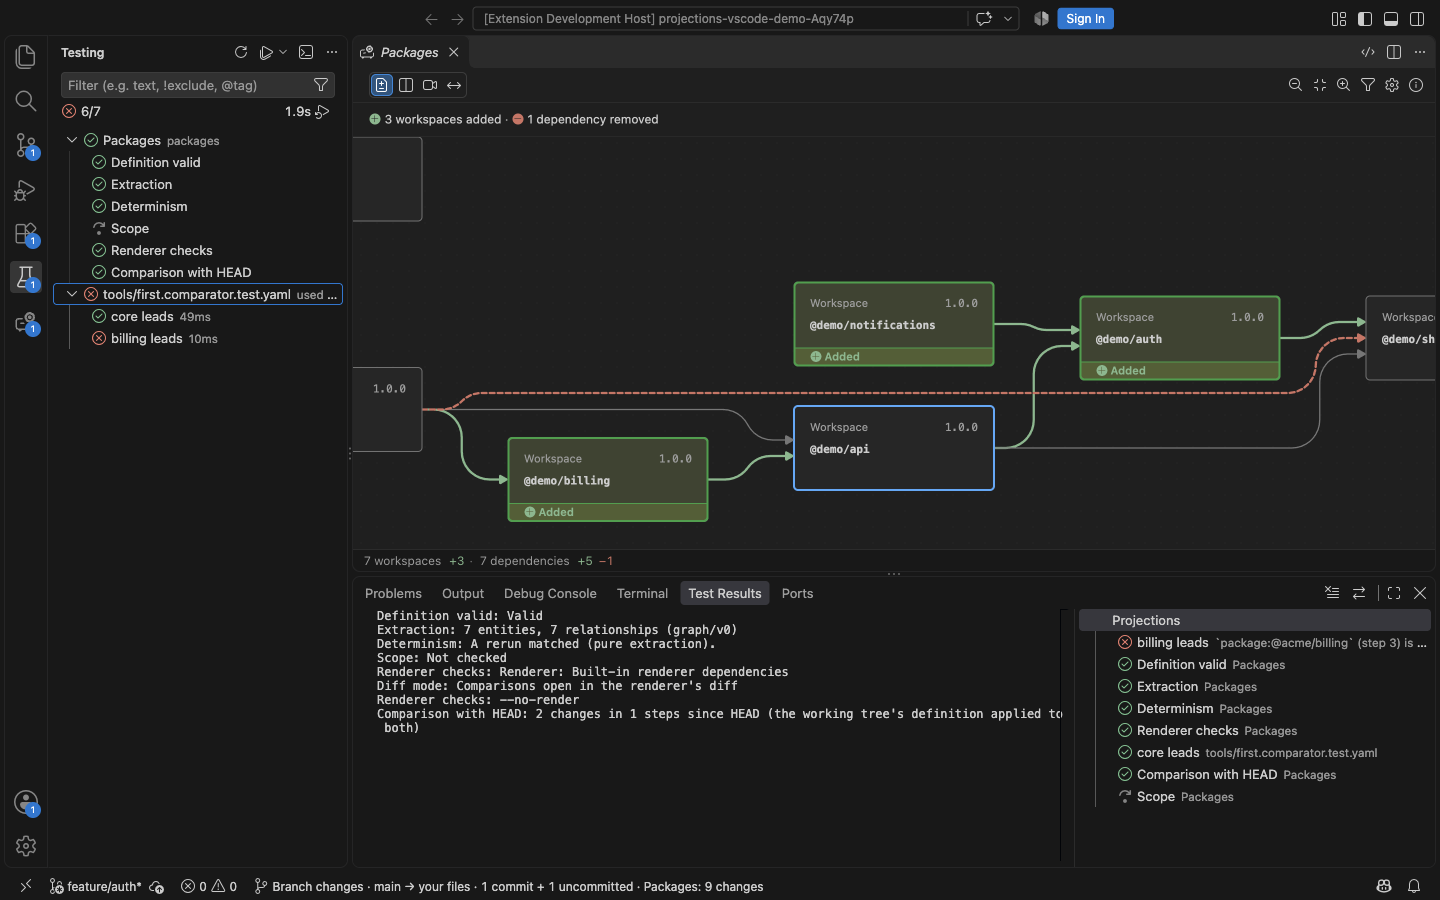 [Extension Development Host] projections-vscode-demo-Aqy74p
Sign In
Testing
Filter (e.g. text, !exclude, @tag)
6/7
1.9s
Packages packages
Definition valid
Extraction
Determinism
Scope
Renderer checks
Comparison with HEAD
tools/first.comparator.test.yaml used ...
core leads 49ms
billing leads 10ms
1
1
1
1
1
Packages
3 workspaces added · 1 dependency removed
Workspace 1.0.0
@demo/notifications
Added
Workspace 1.0.0
@demo/auth
Added
Workspac
@demo/sh
1.0.0
Workspace 1.0.0
@demo/api
Workspace 1.0.0
@demo/billing
Added
7 workspaces +3 · 7 dependencies +5 −1
Problems Output Debug Console Terminal Test Results Ports
Definition valid: Valid
Extraction: 7 entities, 7 relationships (graph/v0)
Determinism: A rerun matched (pure extraction).
Scope: Not checked
Renderer checks: Renderer: Built-in renderer dependencies
Diff mode: Comparisons open in the renderer's diff
Renderer checks: --no-render
Comparison with HEAD: 2 changes in 1 steps since HEAD (the working tree's definition applied to
both)
Projections
billing leads `package:@acme/billing` (step 3) is ...
Definition valid Packages
Extraction Packages
Determinism Packages
Renderer checks Packages
core leads tools/first.comparator.test.yaml
Comparison with HEAD Packages
Scope Packages
feature/auth* 0 0 Branch changes · main → your files · 1 commit + 1 uncommitted · Packages: 9 changes